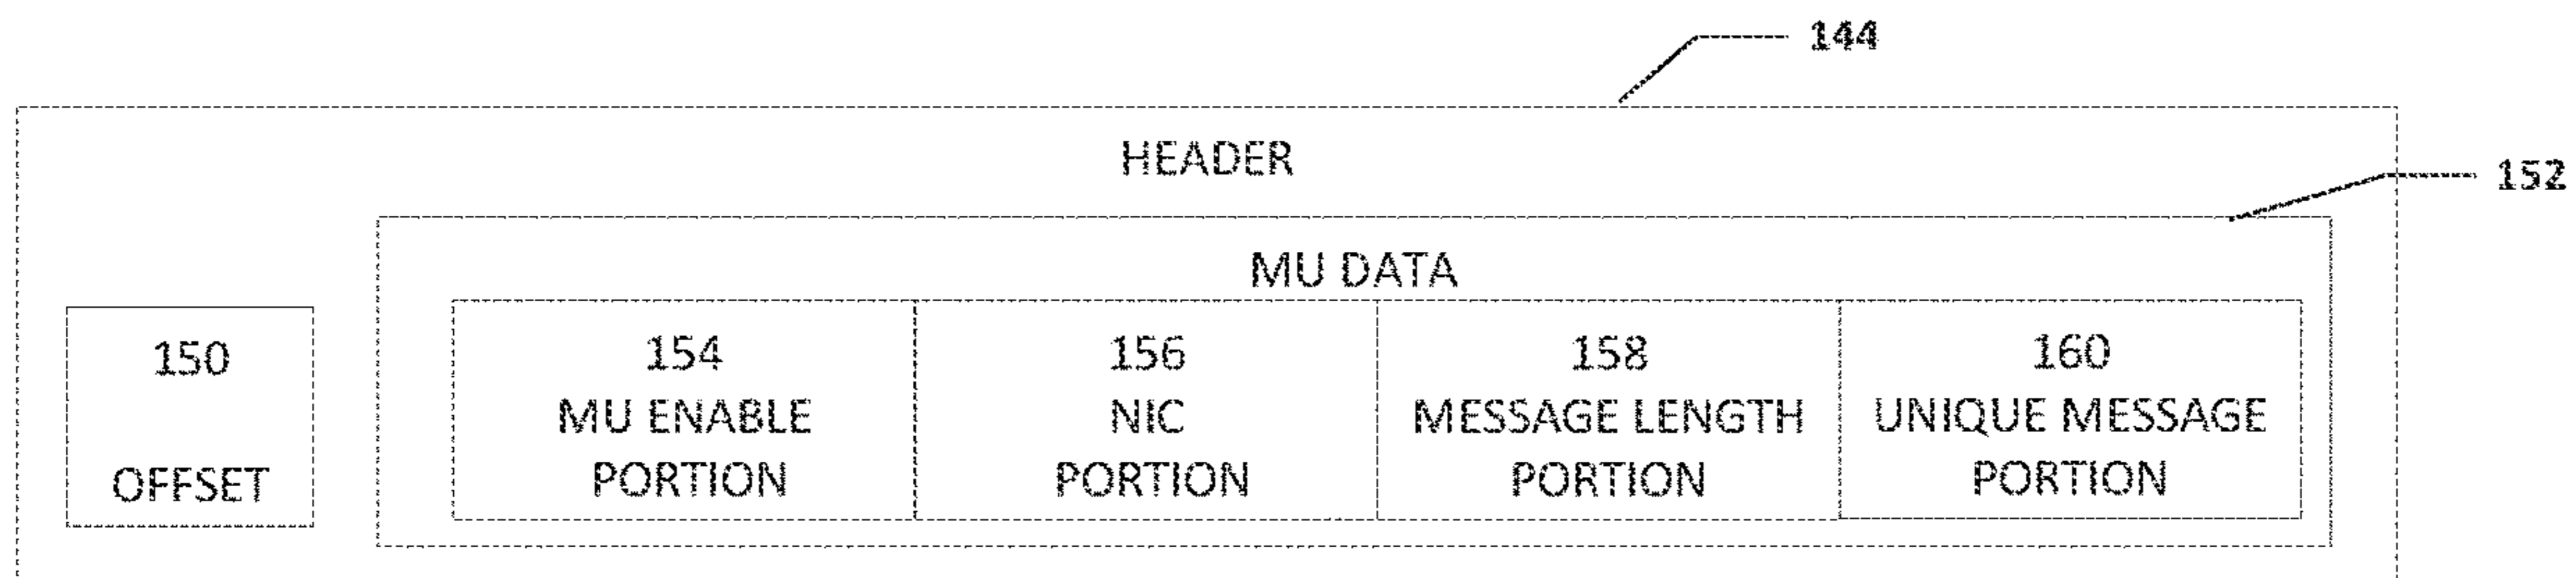 144
HEADER
152
MU DATA
150
OFFSET
154
MU ENABLE
PORTION
156
NIC
PORTION
158
MESSAGE LENGTH
PORTION
160
UNIQUE MESSAGE
PORTION